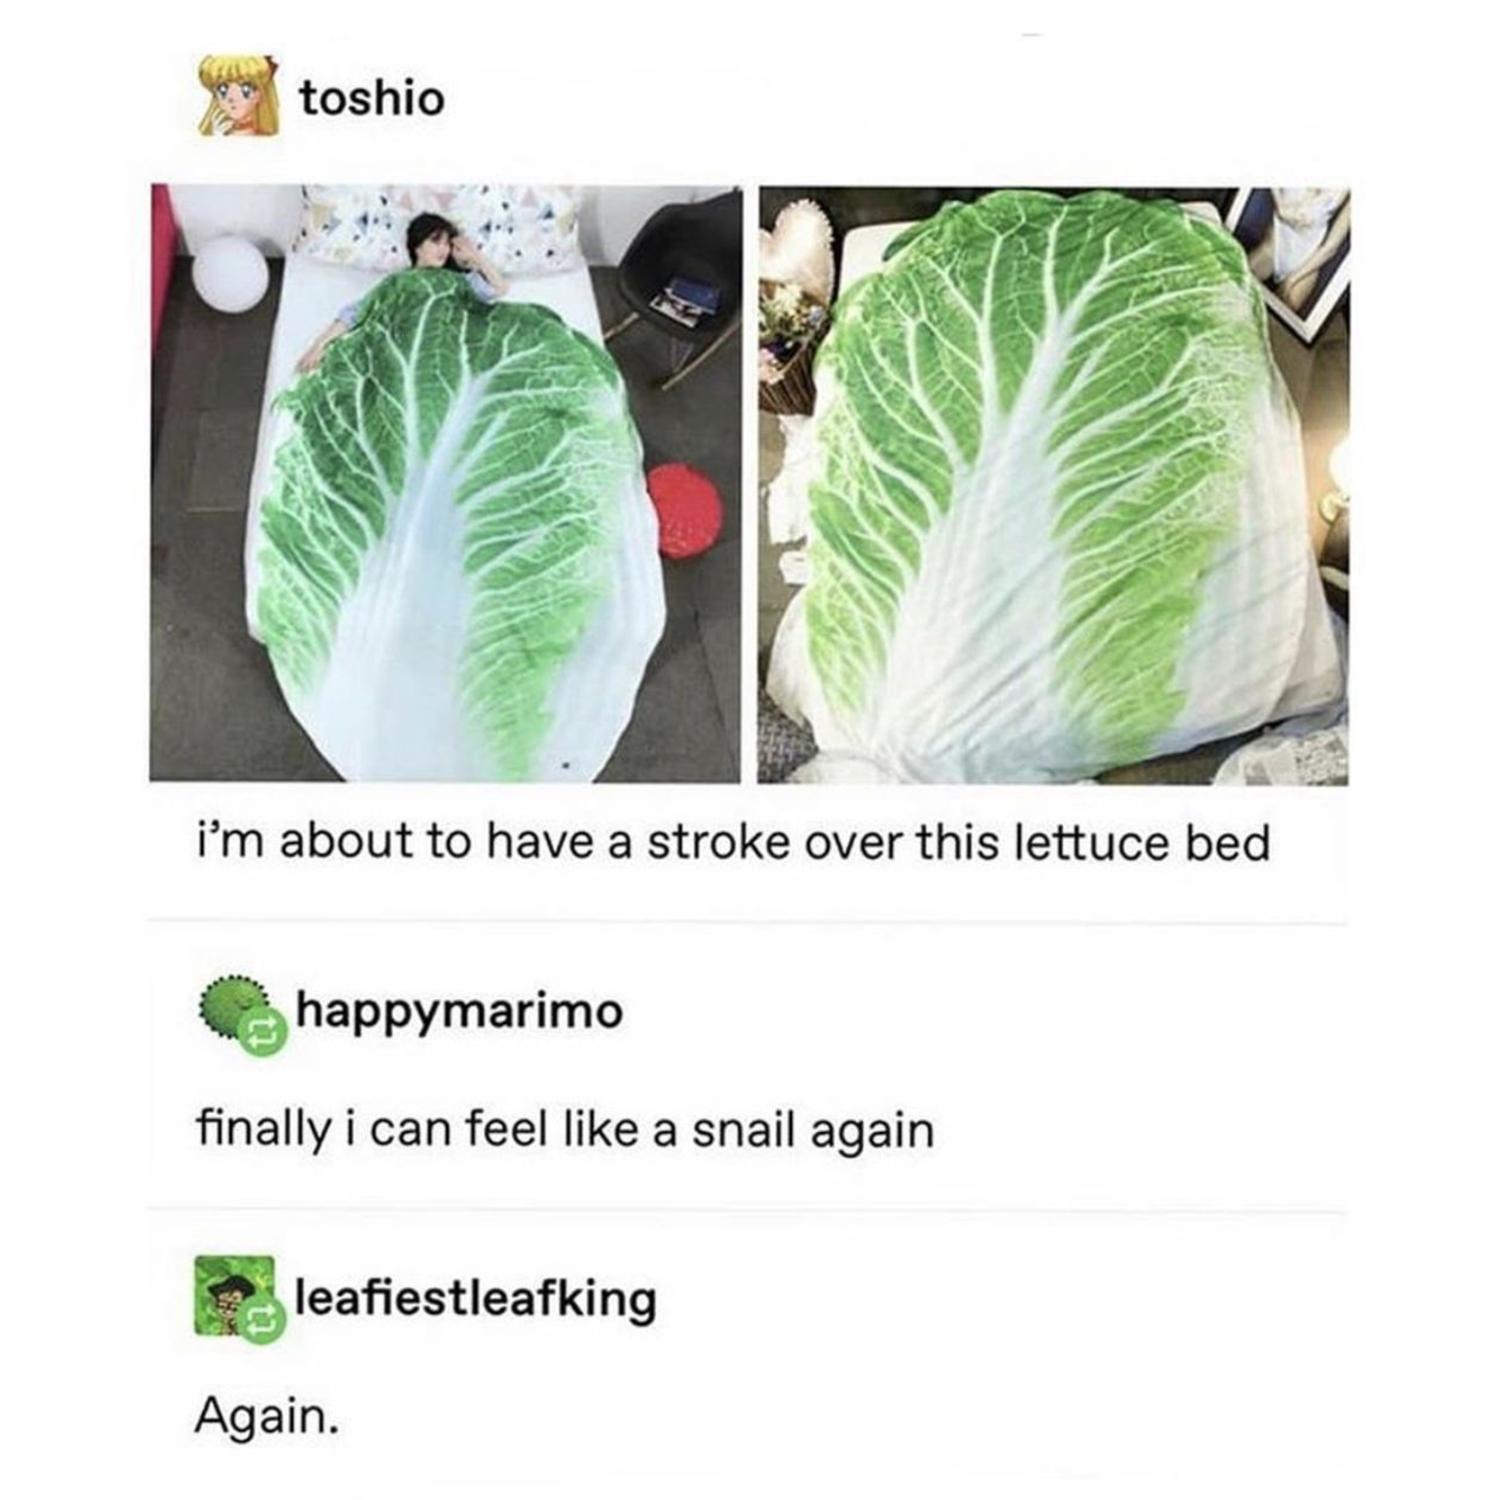 toshio
i’m about to have a stroke over this lettuce bed
happymarimo
finally i can feel like a snail again
leafiestleafking
Again.